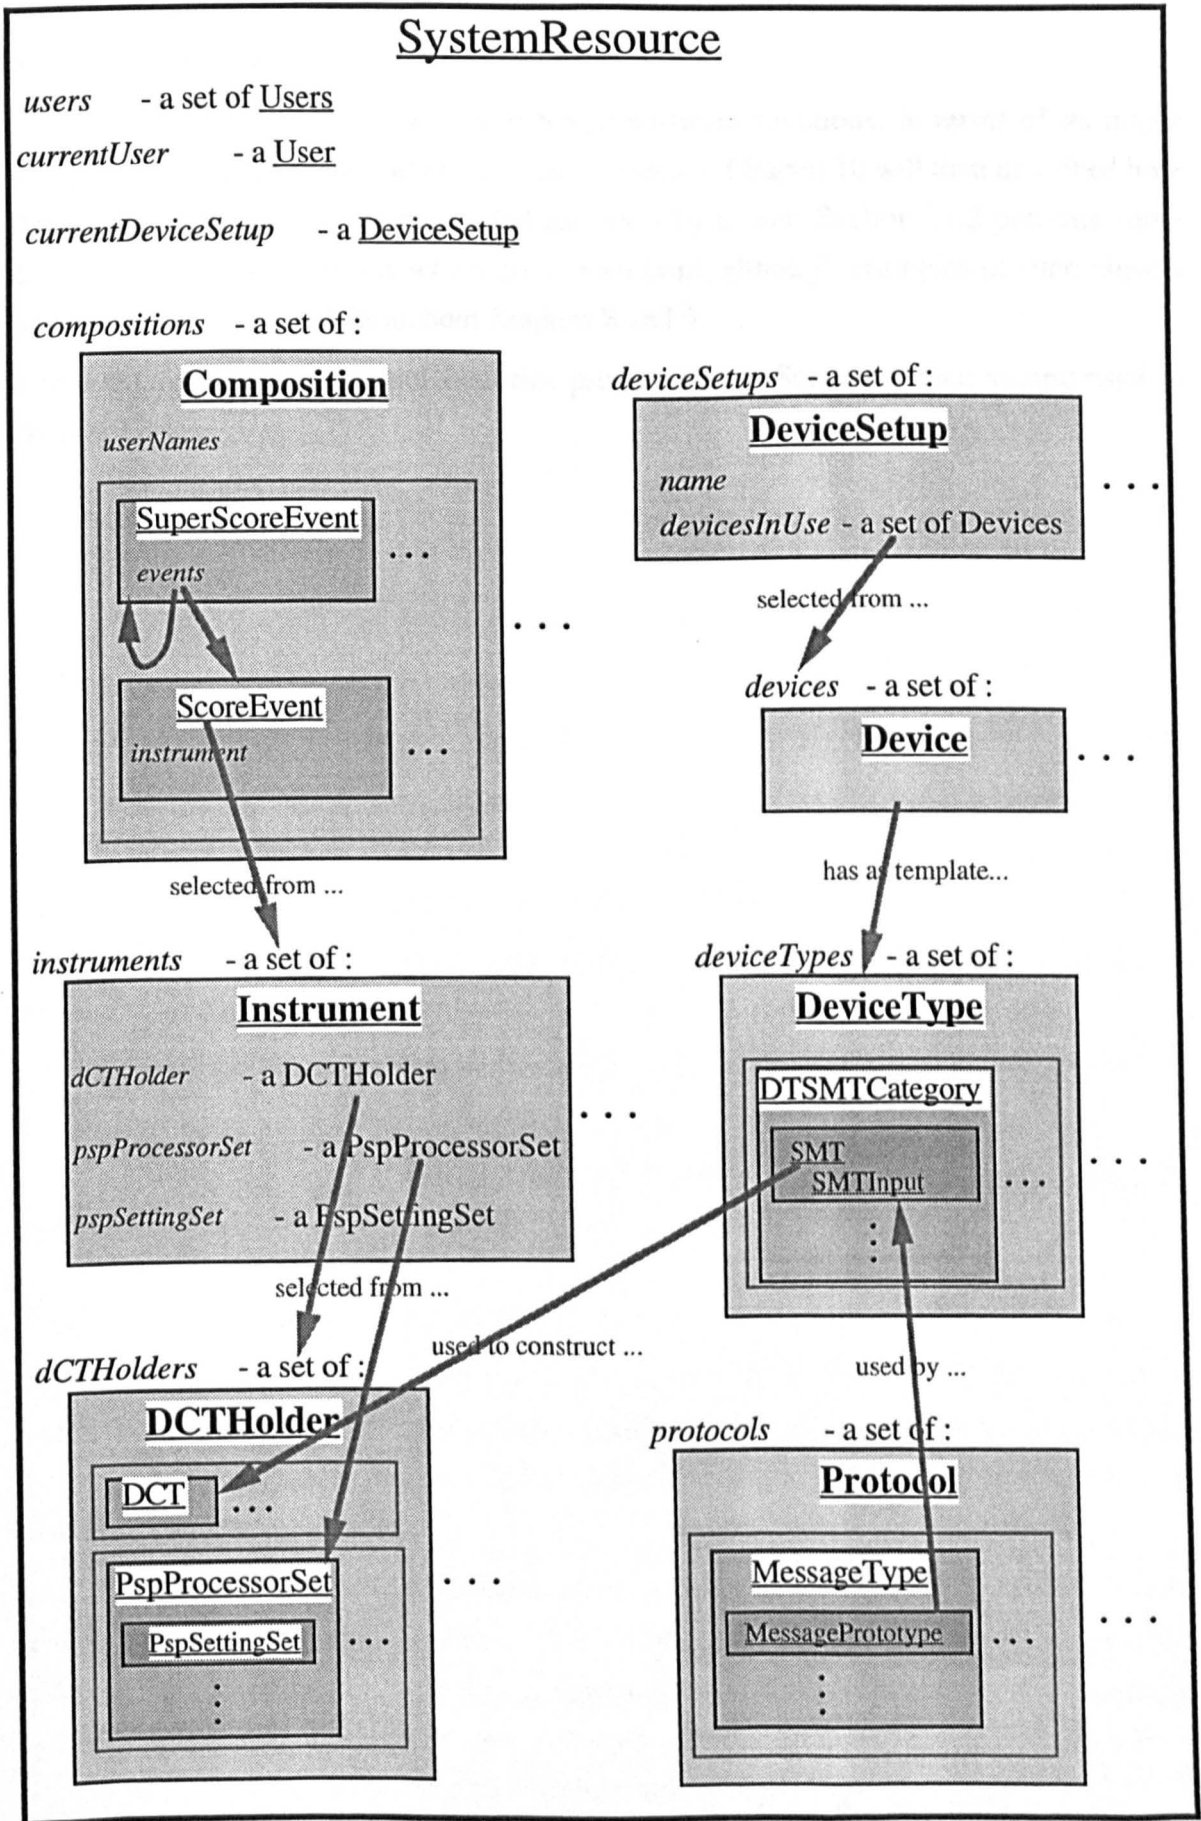 SystemResource
users - a set of Users
currentUser - a User
currentDeviceSetup - a DeviceSetup
compositions - a set of :
Composition
userNames
SuperScoreEvent
...
events
...
ScoreEvent
instrument
...
selected from ...
deviceSetups - a set of :
DeviceSetup
name
...
devicesInUse - a set of Devices
selected from ...
devices - a set of :
Device
...
has as template...
instruments - a set of :
Instrument
dCTHolder - a DCTHolder
...
pspProcessorSet - a PspProcessorSet
pspSettingSet - a PspSettingSet
selected from ...
deviceTypes - a set of :
DeviceType
DTSMTCategory
SMT
SMTInput
...
...
used to construct ...
used by ...
dCTHolders - a set of :
DCTHolder
DCT
...
PspProcessorSet
...
PspSettingSet
...
protocols - a set of :
Protocol
MessageType
MessagePrototype
...
...